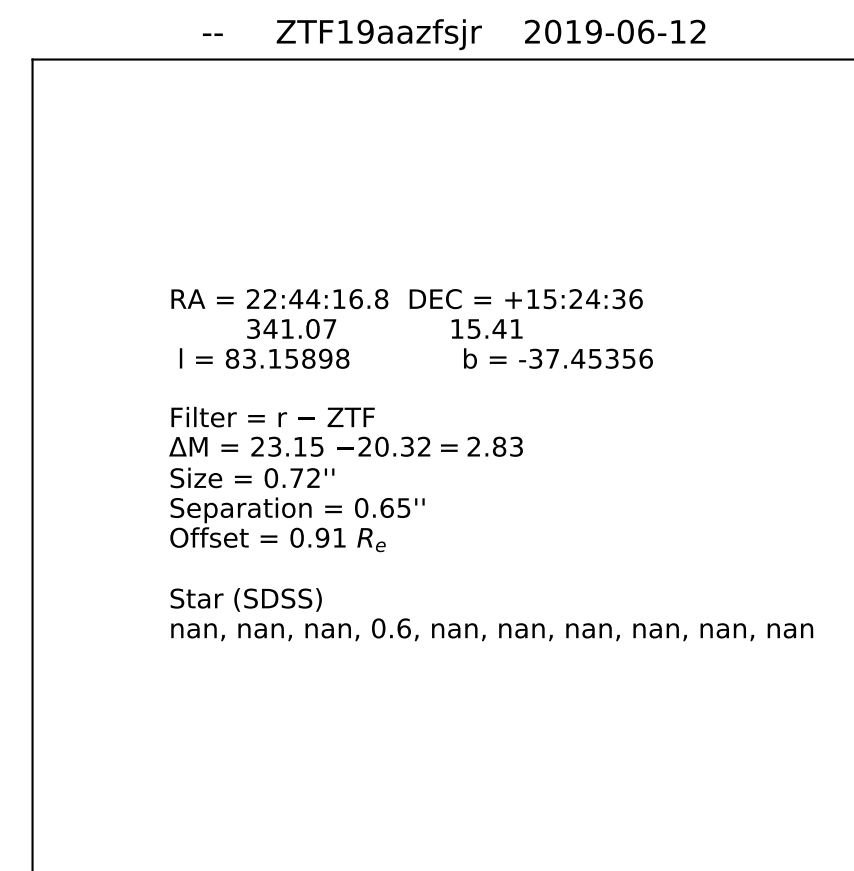 -- ZTF19aazfsjr 2019-06-12
RA = 22:44:16.8 DEC = +15:24:36
341.07 15.41
l = 83.15898 b = -37.45356
Filter = r − ZTF
ΔM = 23.15 −20.32 = 2.83
Size = 0.72''
Separation = 0.65''
Offset = 0.91 Re
Star (SDSS)
nan, nan, nan, 0.6, nan, nan, nan, nan, nan, nan